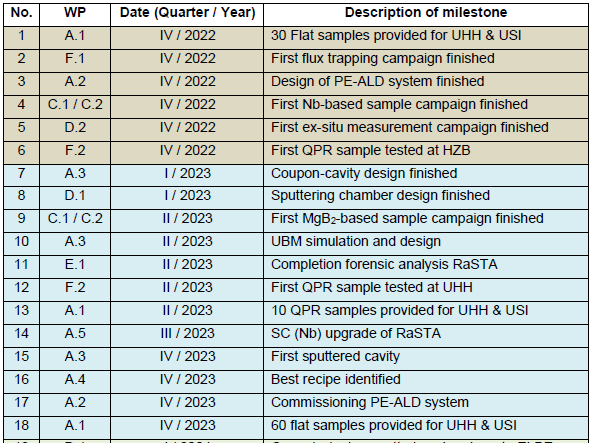 No. WP Date (Quarter / Year) Description of milestone
1 A.1 IV / 2022 30 Flat samples provided for UHH & USI
2 F.1 IV / 2022 First flux trapping campaign finished
3 A.2 IV / 2022 Design of PE-ALD system finished
4 C.1 / C.2 IV / 2022 First Nb-based sample campaign finished
5 D.2 IV / 2022 First ex-situ measurement campaign finished
6 F.2 IV / 2022 First QPR sample tested at HZB
7 A.3 I / 2023 Coupon-cavity design finished
8 D.1 I / 2023 Sputtering chamber design finished
9 C.1 / C.2 II / 2023 First MgB₂-based sample campaign finished
10 A.3 II / 2023 UBM simulation and design
11 E.1 II / 2023 Completion forensic analysis RaSTA
12 F.2 II / 2023 First QPR sample tested at UHH
13 A.1 II / 2023 10 QPR samples provided for UHH & USI
14 A.5 III / 2023 SC (Nb) upgrade of RaSTA
15 A.3 IV / 2023 First sputtered cavity
16 A.4 IV / 2023 Best recipe identified
17 A.2 IV / 2023 Commissioning PE-ALD system
18 A.1 IV / 2023 60 flat samples provided for UHH & USI